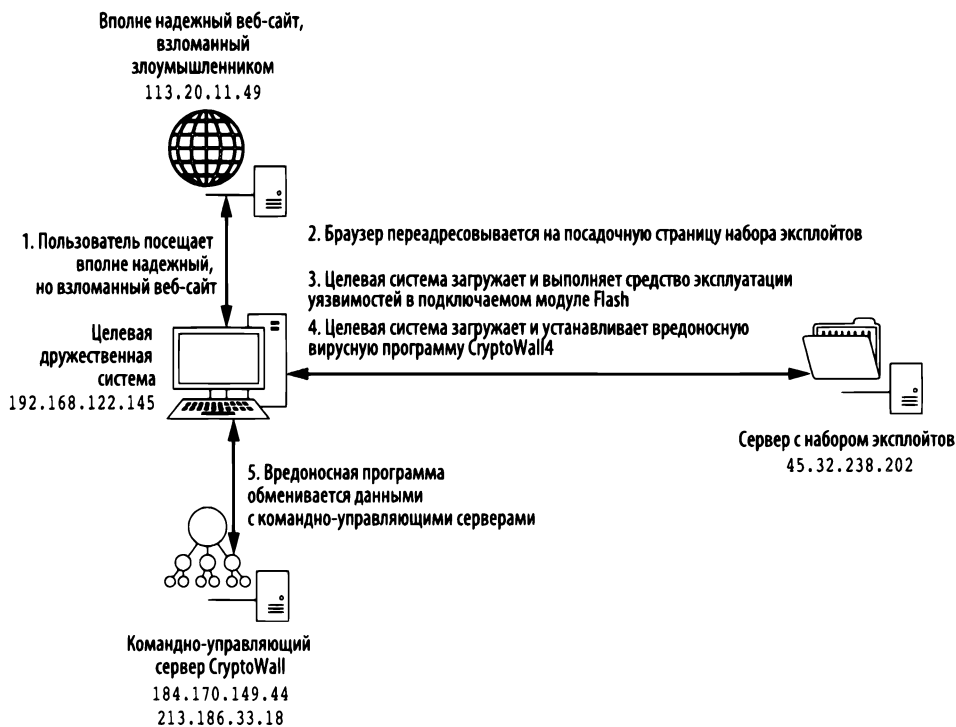 Вполне надежный веб-сайт,
взломанный
злоумышленником
113.20.11.49
1. Пользователь посещает
вполне надежный,
но взломанный веб-сайт
2. Браузер переадресовывается на посадочную страницу набора эксплойтов
3. Целевая система загружает и выполняет средство эксплуатации
уязвимостей в подключаемом модуле Flash
4. Целевая система загружает и устанавливает вредоносную
вирусную программу CryptoWall4
Целевая
дружественная
система
192.168.122.145
Сервер с набором эксплойтов
45.32.238.202
5. Вредоносная программа
обменивается данными
с командно-управляющими серверами
Командно-управляющий
сервер CryptoWall
184.170.149.44
213.186.33.18